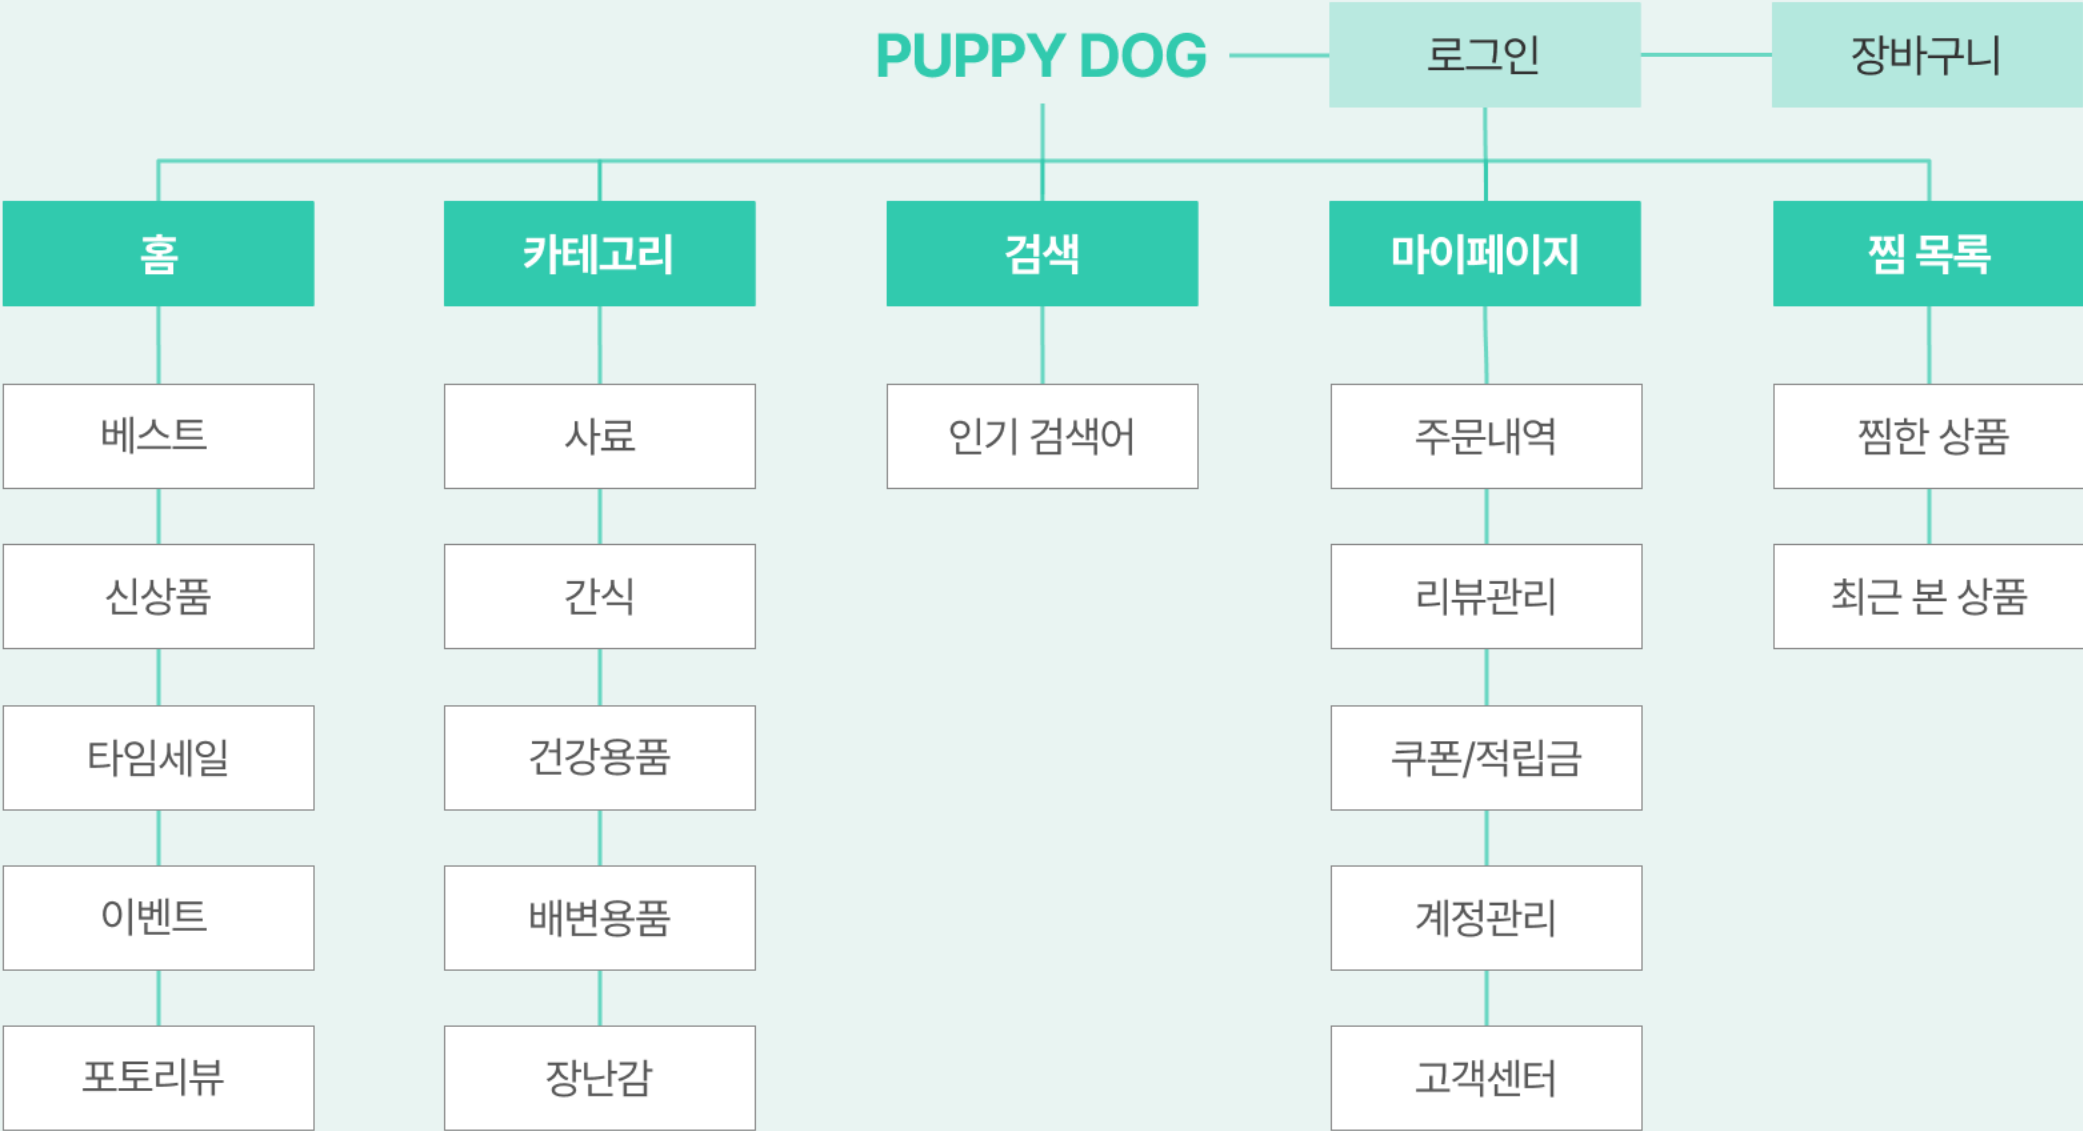 PUPPY DOG
로그인
장바구니
홈
카테고리
검색
마이페이지
찜 목록
베스트
사료
인기 검색어
주문내역
찜한 상품
신상품
간식
리뷰관리
최근 본 상품
타임세일
건강용품
쿠폰/적립금
이벤트
배변용품
계정관리
포토리뷰
장난감
고객센터